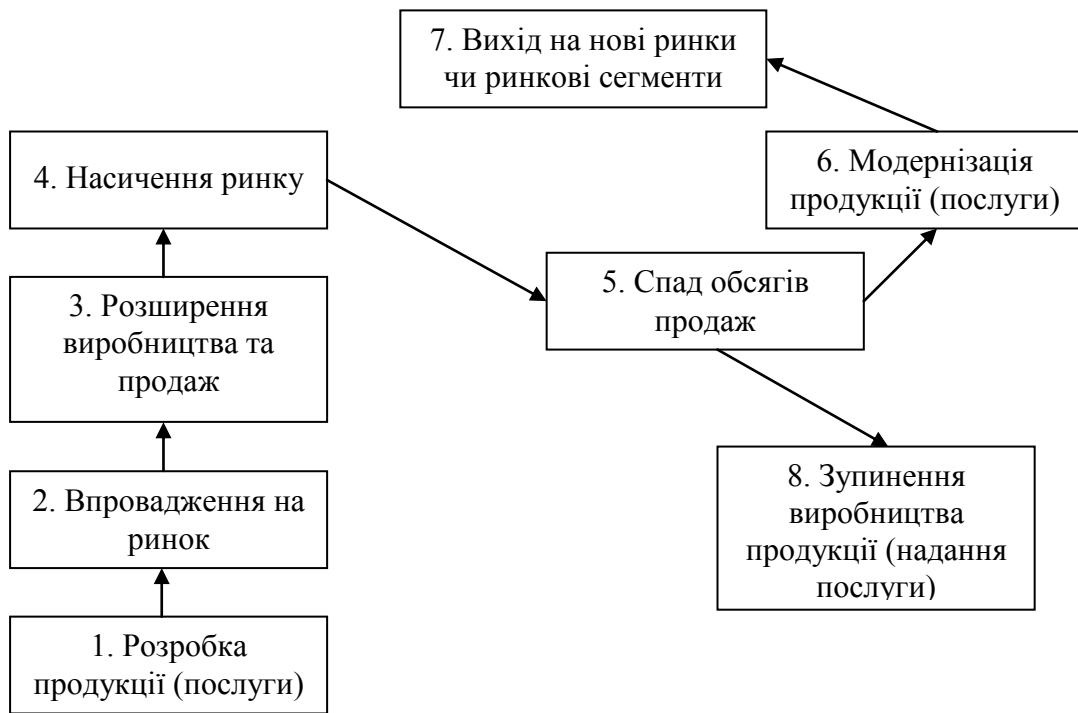 7. Вихід на нові ринки
чи ринкові сегменти
4. Насичення ринку
6. Модернізація
продукції (послуги)
5. Спад обсягів
продаж
3. Розширення
виробництва та
продаж
2. Впровадження на
ринок
8. Зупинення
виробництва
продукції (надання
послуги)
1. Розробка
продукції (послуги)